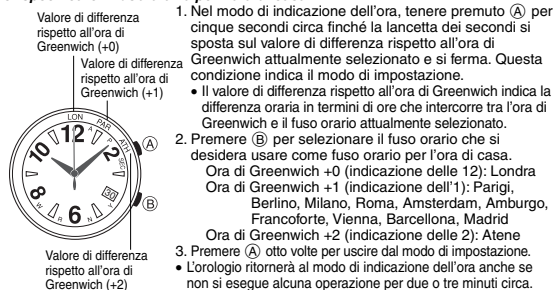 Valore di differenza
rispetto all'ora di
Greenwich (+0)
Valore di differenza
rispetto all'ora di
Greenwich (+1)
LON
PAR
ATH
12
A
P
A
2
SEC
10
8
30
W
R
N
Y
6
A
B
Valore di differenza
rispetto all'ora di
Greenwich (+2)
1. Nel modo di indicazione dell'ora, tenere premuto Ⓐ per
cinque secondi circa finché la lancetta dei secondi si
sposta sul valore di differenza rispetto all'ora di
Greenwich attualmente selezionato e si ferma. Questa
condizione indica il modo di impostazione.
• Il valore di differenza rispetto all'ora di Greenwich indica la
differenza oraria in termini di ore che intercorre tra l'ora di
Greenwich e il fuso orario attualmente selezionato.
2. Premere Ⓑ per selezionare il fuso orario che si
desidera usare come fuso orario per l'ora di casa.
Ora di Greenwich +0 (indicazione delle 12): Londra
Ora di Greenwich +1 (indicazione dell'1): Parigi,
Berlino, Milano, Roma, Amsterdam, Amburgo,
Francoforte, Vienna, Barcellona, Madrid
Ora di Greenwich +2 (indicazione delle 2): Atene
3. Premere Ⓐ otto volte per uscire dal modo di impostazione.
• L'orologio ritornerà al modo di indicazione dell'ora anche se
non si esegue alcuna operazione per due o tre minuti circa.